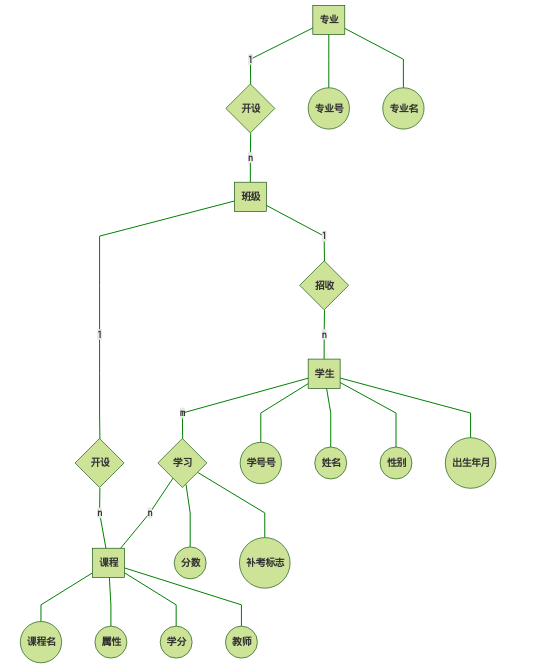 专业
1
开设
专业号
专业名
n
班级
1
招收
1
n
学生
m
开设
学习
学号号
姓名
性别
出生年月
n
n
课程
分数
补考标志
课程名
属性
学分
教师